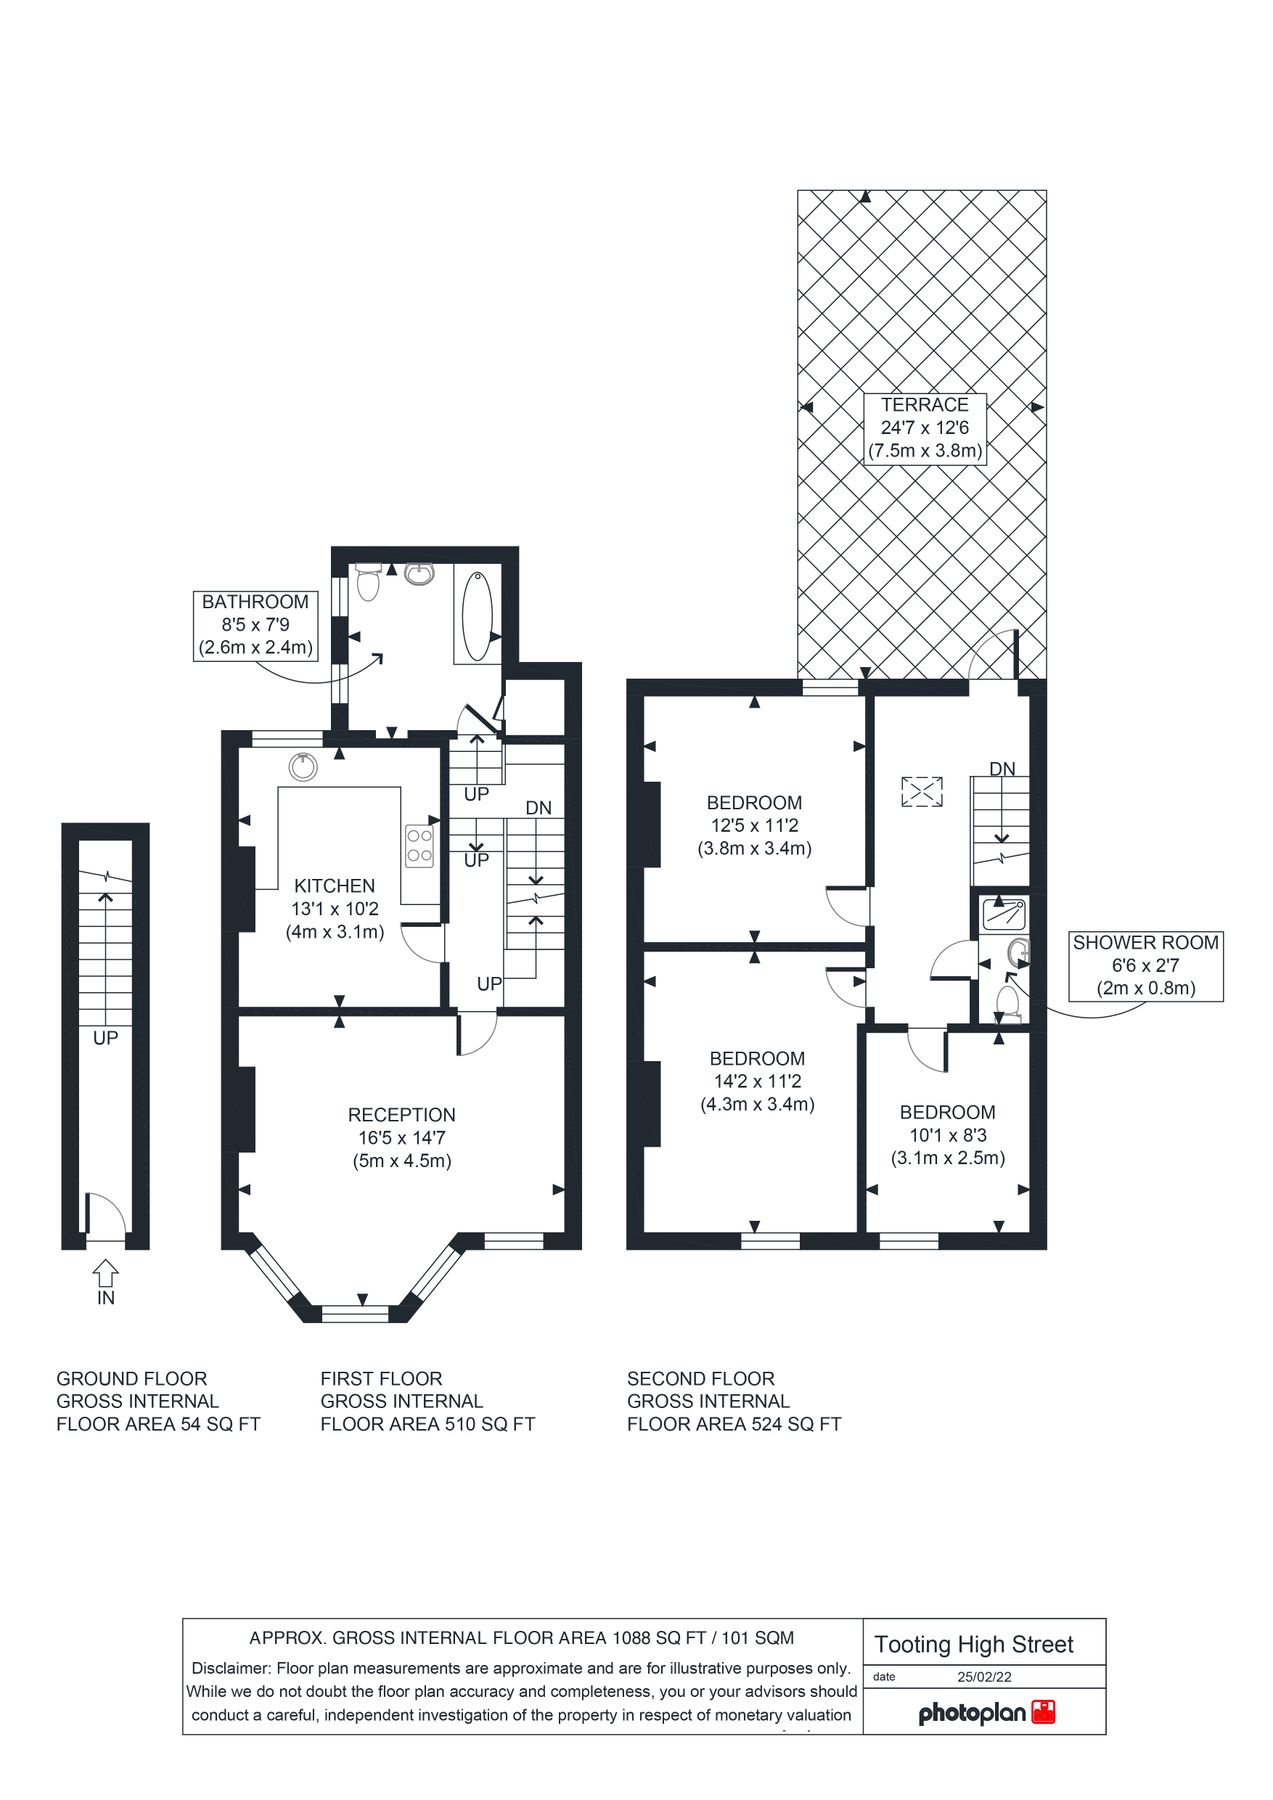 TERRACE
24'7 x 12'6
(7.5m x 3.8m)
BATHROOM
8'5 x 7'9
(2.6m x 2.4m)
UP
DN
UP
KITCHEN
13'1 x 10'2
(4m x 3.1m)
UP
RECEPTION
16'5 x 14'7
(5m x 4.5m)
UP
IN
BEDROOM
12'5 x 11'2
(3.8m x 3.4m)
DN
SHOWER ROOM
6'6 x 2'7
(2m x 0.8m)
BEDROOM
14'2 x 11'2
(4.3m x 3.4m)
BEDROOM
10'1 x 8'3
(3.1m x 2.5m)
GROUND FLOOR
GROSS INTERNAL
FLOOR AREA 54 SQ FT
FIRST FLOOR
GROSS INTERNAL
FLOOR AREA 510 SQ FT
SECOND FLOOR
GROSS INTERNAL
FLOOR AREA 524 SQ FT
APPROX. GROSS INTERNAL FLOOR AREA 1088 SQ FT / 101 SQM
Disclaimer: Floor plan measurements are approximate and are for illustrative purposes only.
While we do not doubt the floor plan accuracy and completeness, you or your advisors should
conduct a careful, independent investigation of the property in respect of monetary valuation
Tooting High Street
date 25/02/22
photoplan